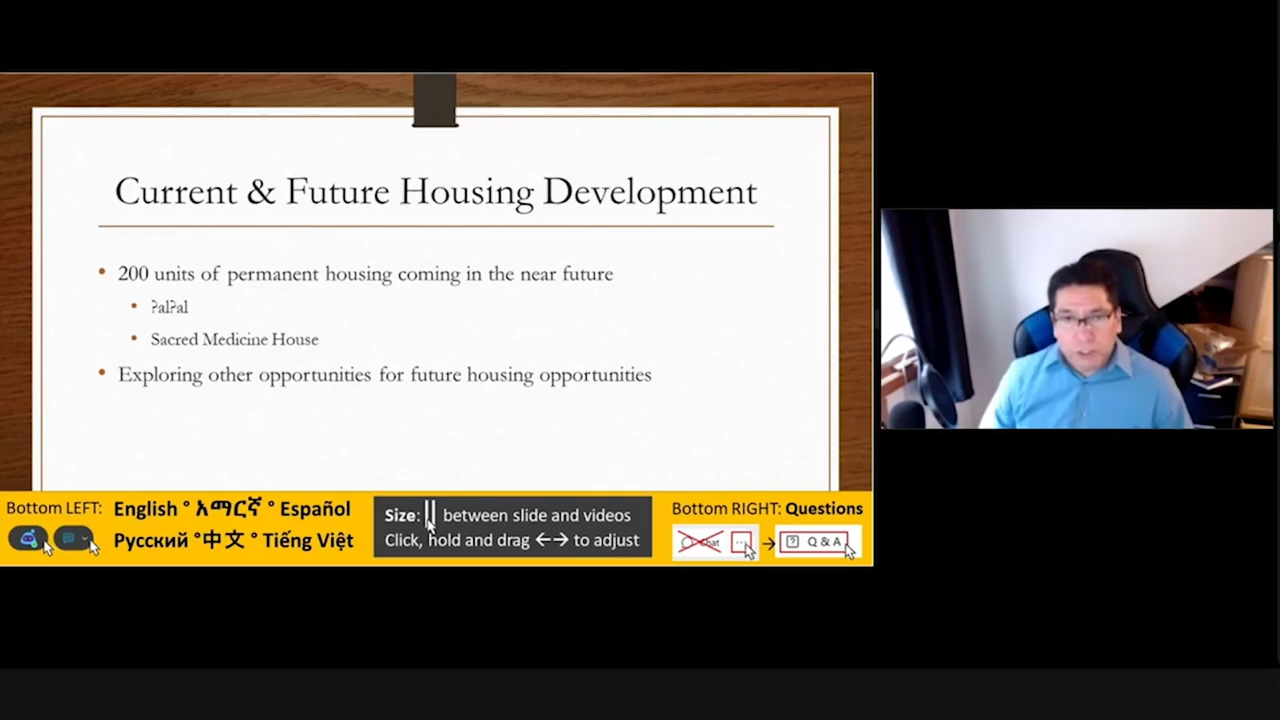 Current & Future Housing Development
• 200 units of permanent housing coming in the near future
• ʔalʔal
• Sacred Medicine House
• Exploring other opportunities for future housing opportunities
Bottom LEFT: English ° አማርኛ ° Español
Русский °中文 ° Tiếng Việt
Size: || between slide and videos
Click, hold and drag ←→ to adjust
Bottom RIGHT: Questions
Chat ... → ? Q & A